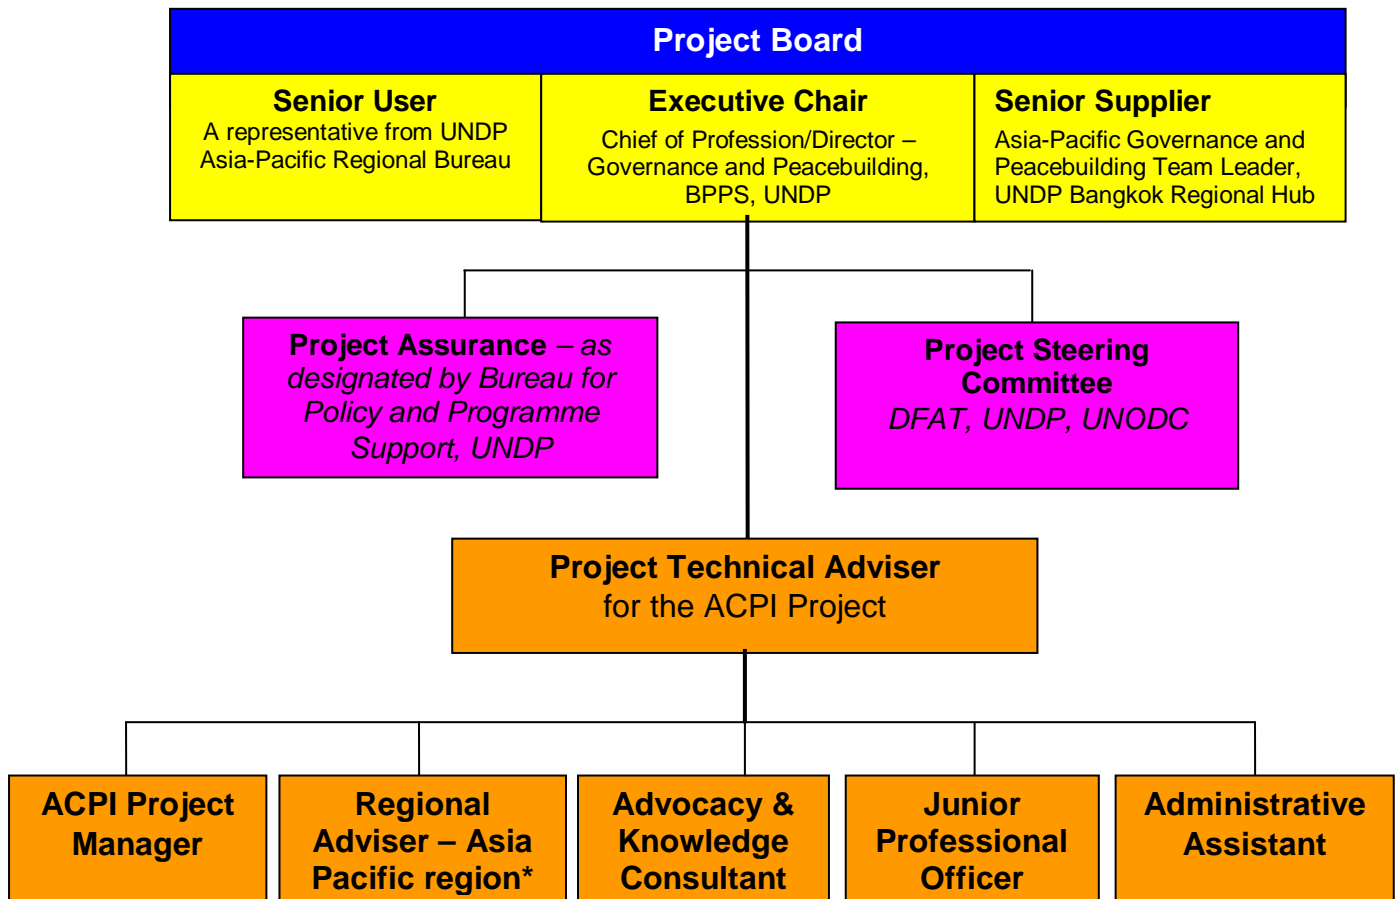 Project Board
Senior User
A representative from UNDP
Asia-Pacific Regional Bureau
Executive Chair
Chief of Profession/Director –
Governance and Peacebuilding,
BPPS, UNDP
Senior Supplier
Asia-Pacific Governance and
Peacebuilding Team Leader,
UNDP Bangkok Regional Hub
Project Assurance – as
designated by Bureau for
Policy and Programme
Support, UNDP
Project Steering
Committee
DFAT, UNDP, UNODC
Project Technical Adviser
for the ACPI Project
ACPI Project
Manager
Regional
Adviser – Asia
Pacific region*
Advocacy &
Knowledge
Consultant
Junior
Professional
Officer
Administrative
Assistant